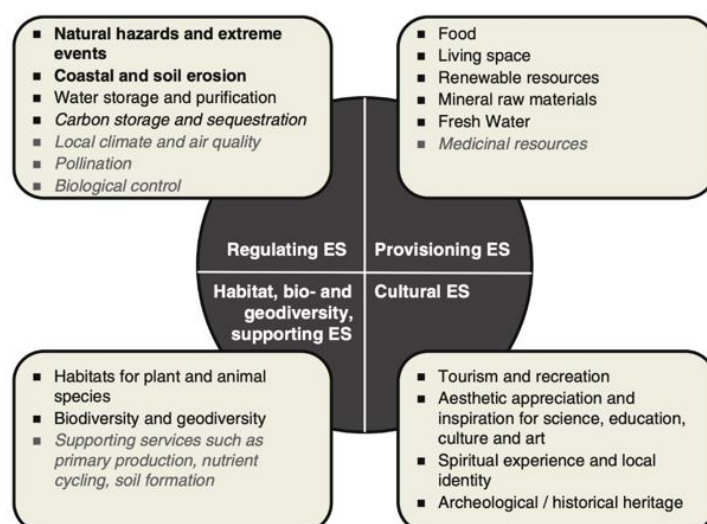 ■ Natural hazards and extreme
events
■ Coastal and soil erosion
■ Water storage and purification
■ Carbon storage and sequestration
■ Local climate and air quality
■ Pollination
■ Biological control
■ Food
■ Living space
■ Renewable resources
■ Mineral raw materials
■ Fresh Water
■ Medicinal resources
Regulating ES
Provisioning ES
Habitat, bio- and
geodiversity,
supporting ES
Cultural ES
■ Habitats for plant and animal
species
■ Biodiversity and geodiversity
■ Supporting services such as
primary production, nutrient
cycling, soil formation
■ Tourism and recreation
■ Aesthetic appreciation and
inspiration for science, education,
culture and art
■ Spiritual experience and local
identity
■ Archeological / historical heritage